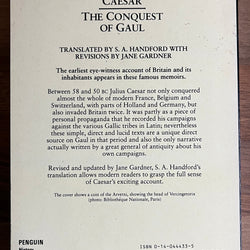 CAESAR
THE CONQUEST
OF GAUL
TRANSLATED BY S. A. HANDFORD WITH
REVISIONS BY JANE GARDNER
The earliest eye-witness account of Britain and its
inhabitants appears in these famous memoirs.
Between 58 and 50 BC Julius Caesar not only conquered
almost the whole of modern France, Belgium and
Switzerland, with parts of Holland and Germany, but
also invaded Britain twice. It was partly as a piece of
personal propaganda that he recorded his campaigns
against the various Gallic tribes in Latin; nevertheless
these simple, direct and lucid texts are a unique direct
source on Gaul in that period and also the only narrative
actually written by a great general of antiquity about his
own campaigns.
Revised and updated by Jane Gardner, S. A. Handford's
translation allows modern readers to grasp the full sense
of Caesar's exciting account.
The cover shows a coin of the Arverni, showing the head of Vercingetorix
(photo: Bibliothèque Nationale, Paris)
PENGUIN
History
ISBN 0-14-044433-5